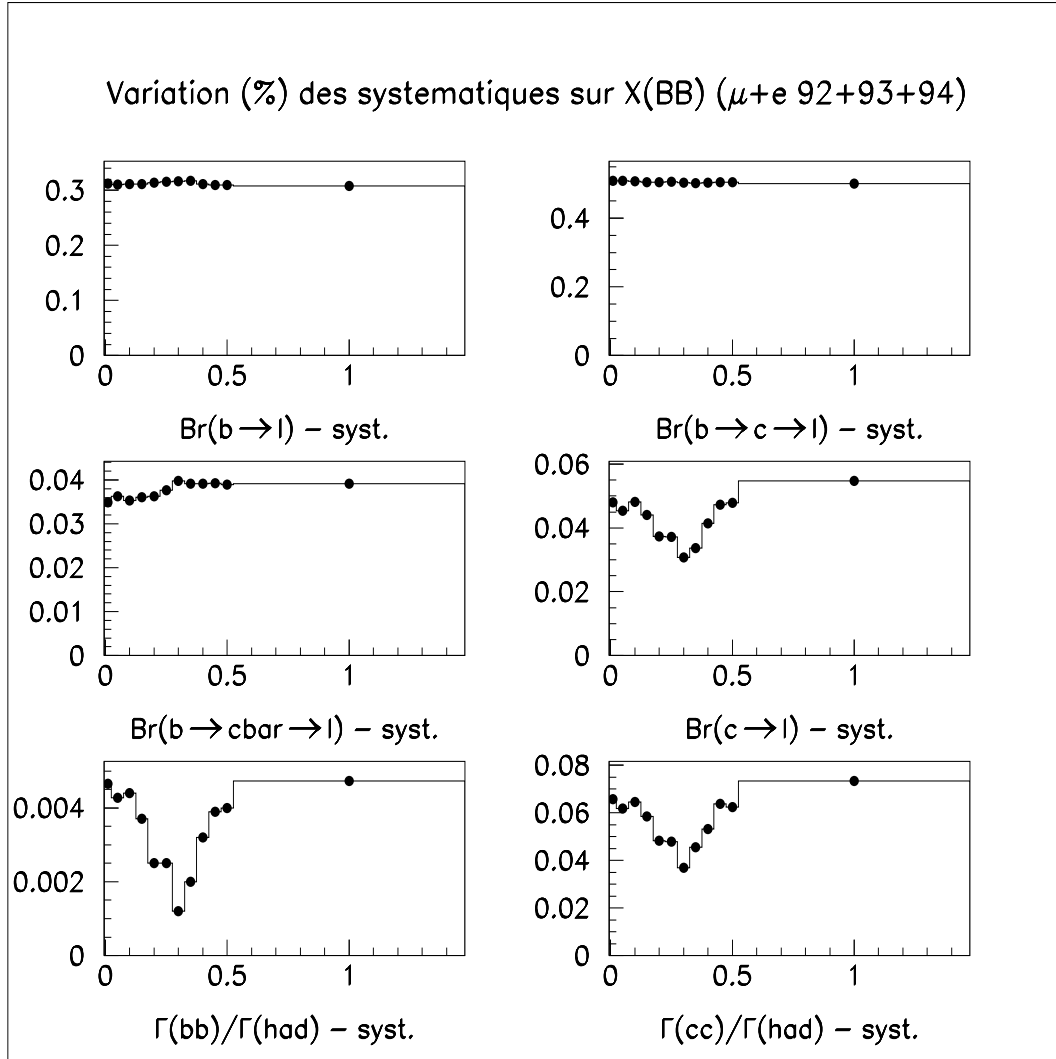 Variation (%) des systematiques sur X(BB) (μ+e 92+93+94)
0.3
0.2
0.1
0
0 0.5 1
Br(b→l) – syst.
0.4
0.2
0
0 0.5 1
Br(b→c→l) – syst.
0.04
0.03
0.02
0.01
0
0 0.5 1
Br(b→cbar→l) – syst.
0.06
0.04
0.02
0
0 0.5 1
Br(c→l) – syst.
0.004
0.002
0
0 0.5 1
Γ(bb)/Γ(had) – syst.
0.08
0.06
0.04
0.02
0
0 0.5 1
Γ(cc)/Γ(had) – syst.